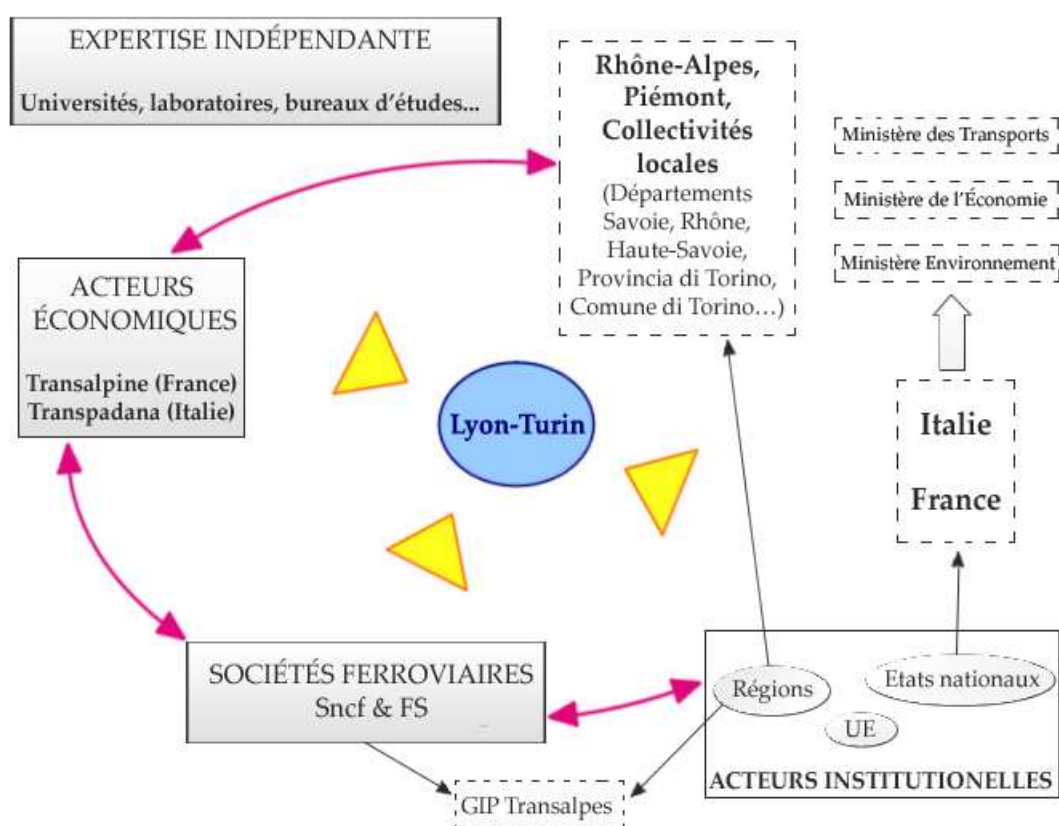 EXPERTISE INDÉPENDANTE
Universités, laboratoires, bureaux d'études...
Rhône-Alpes,
Piémont,
Collectivités
locales
(Départements
Savoie, Rhône,
Haute-Savoie,
Provincia di Torino,
Comune di Torino…)
Ministère des Transports
Ministère de l'Économie
Ministère Environnement
ACTEURS
ÉCONOMIQUES
Transalpine (France)
Transpadana (Italie)
Lyon-Turin
Italie
France
SOCIÉTÉS FERROVIAIRES
Sncf & FS
Régions
Etats nationaux
UE
ACTEURS INSTITUTIONELLES
GIP Transalpes